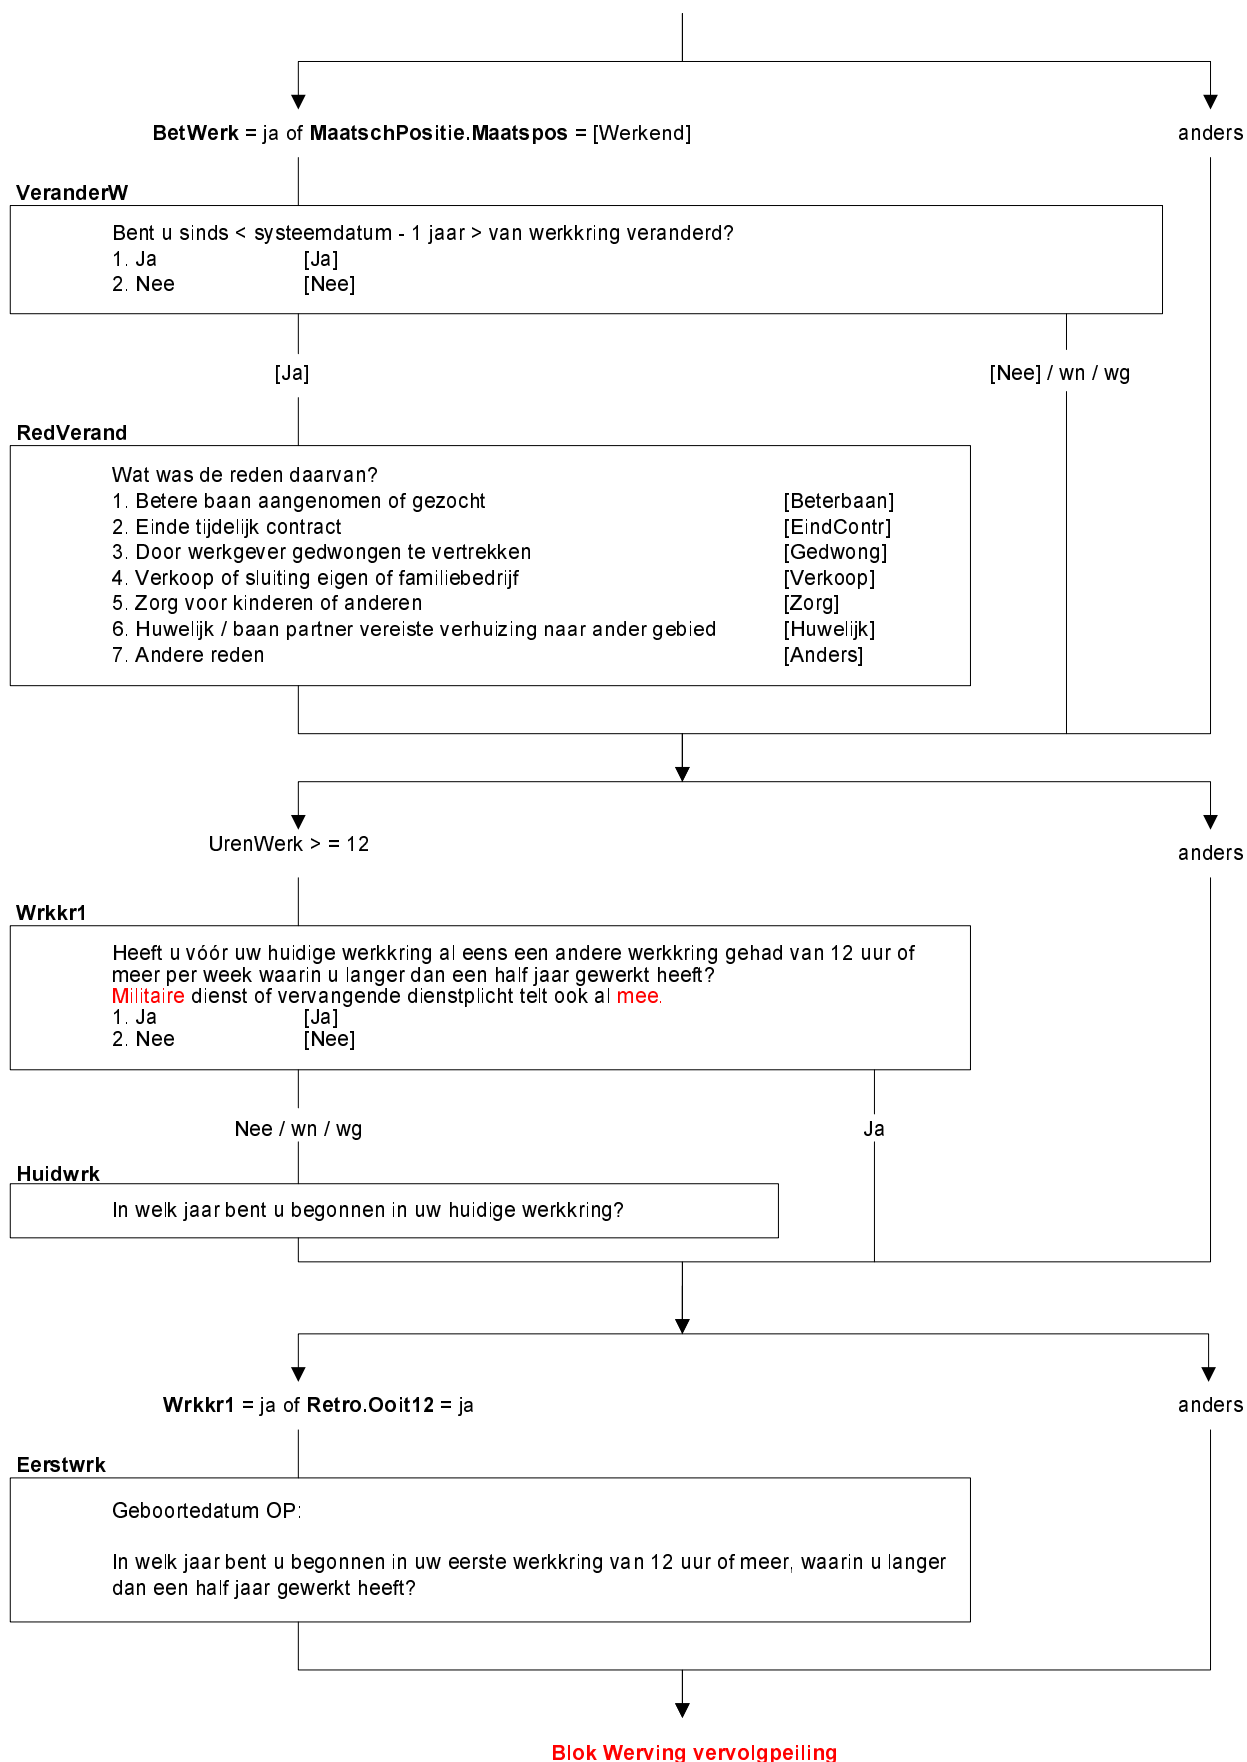 BetWerk = ja of MaatschPositie.Maatspos = [Werkend]
anders
VeranderW
Bent u sinds < systeemdatum - 1 jaar > van werkkring veranderd?
1. Ja [Ja]
2. Nee [Nee]
[Ja]
[Nee] / wn / wg
RedVerand
Wat was de reden daarvan?
1. Betere baan aangenomen of gezocht [Beterbaan]
2. Einde tijdelijk contract [EindContr]
3. Door werkgever gedwongen te vertrekken [Gedwong]
4. Verkoop of sluiting eigen of familiebedrijf [Verkoop]
5. Zorg voor kinderen of anderen [Zorg]
6. Huwelijk / baan partner vereiste verhuizing naar ander gebied [Huwelijk]
7. Andere reden [Anders]
UrenWerk > = 12
anders
Wrkkr1
Heeft u vóór uw huidige werkkring al eens een andere werkkring gehad van 12 uur of
meer per week waarin u langer dan een half jaar gewerkt heeft?
Militaire dienst of vervangende dienstplicht telt ook al mee.
1. Ja [Ja]
2. Nee [Nee]
Nee / wn / wg
Ja
Huidwrk
In welk jaar bent u begonnen in uw huidige werkkring?
Wrkkr1 = ja of Retro.Ooit12 = ja
anders
Eerstwrk
Geboortedatum OP:
In welk jaar bent u begonnen in uw eerste werkkring van 12 uur of meer, waarin u langer
dan een half jaar gewerkt heeft?
Blok Werving vervolgpeiling